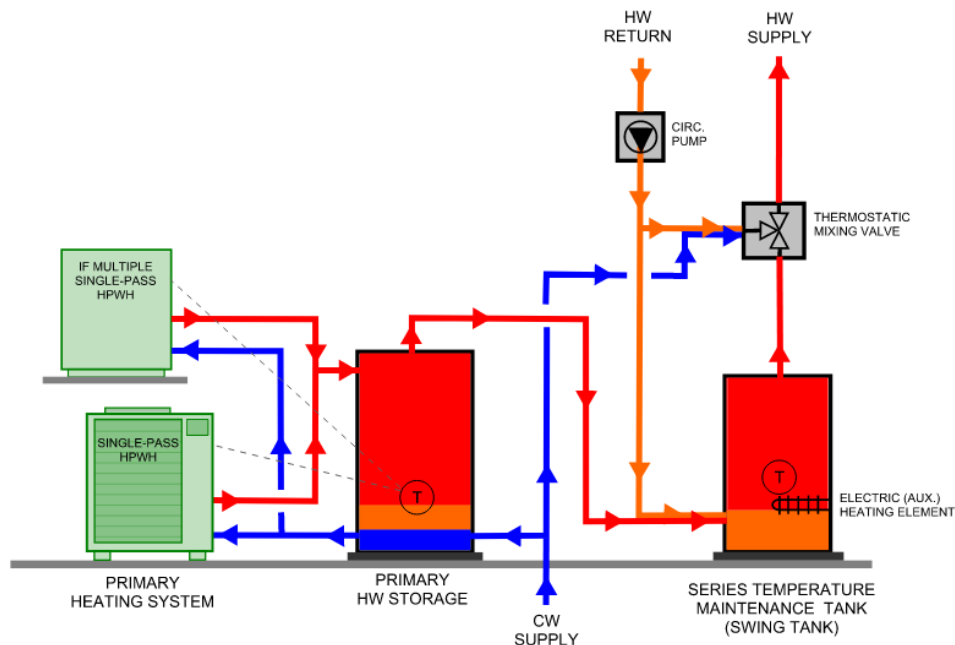 HW
RETURN
HW
SUPPLY
CIRC.
PUMP
THERMOSTATIC
MIXING VALVE
IF MULTIPLE
SINGLE-PASS
HPWH
SINGLE-PASS
HPWH
T
T
ELECTRIC (AUX.)
HEATING ELEMENT
PRIMARY
HEATING SYSTEM
PRIMARY
HW STORAGE
CW
SUPPLY
SERIES TEMPERATURE
MAINTENANCE TANK
(SWING TANK)